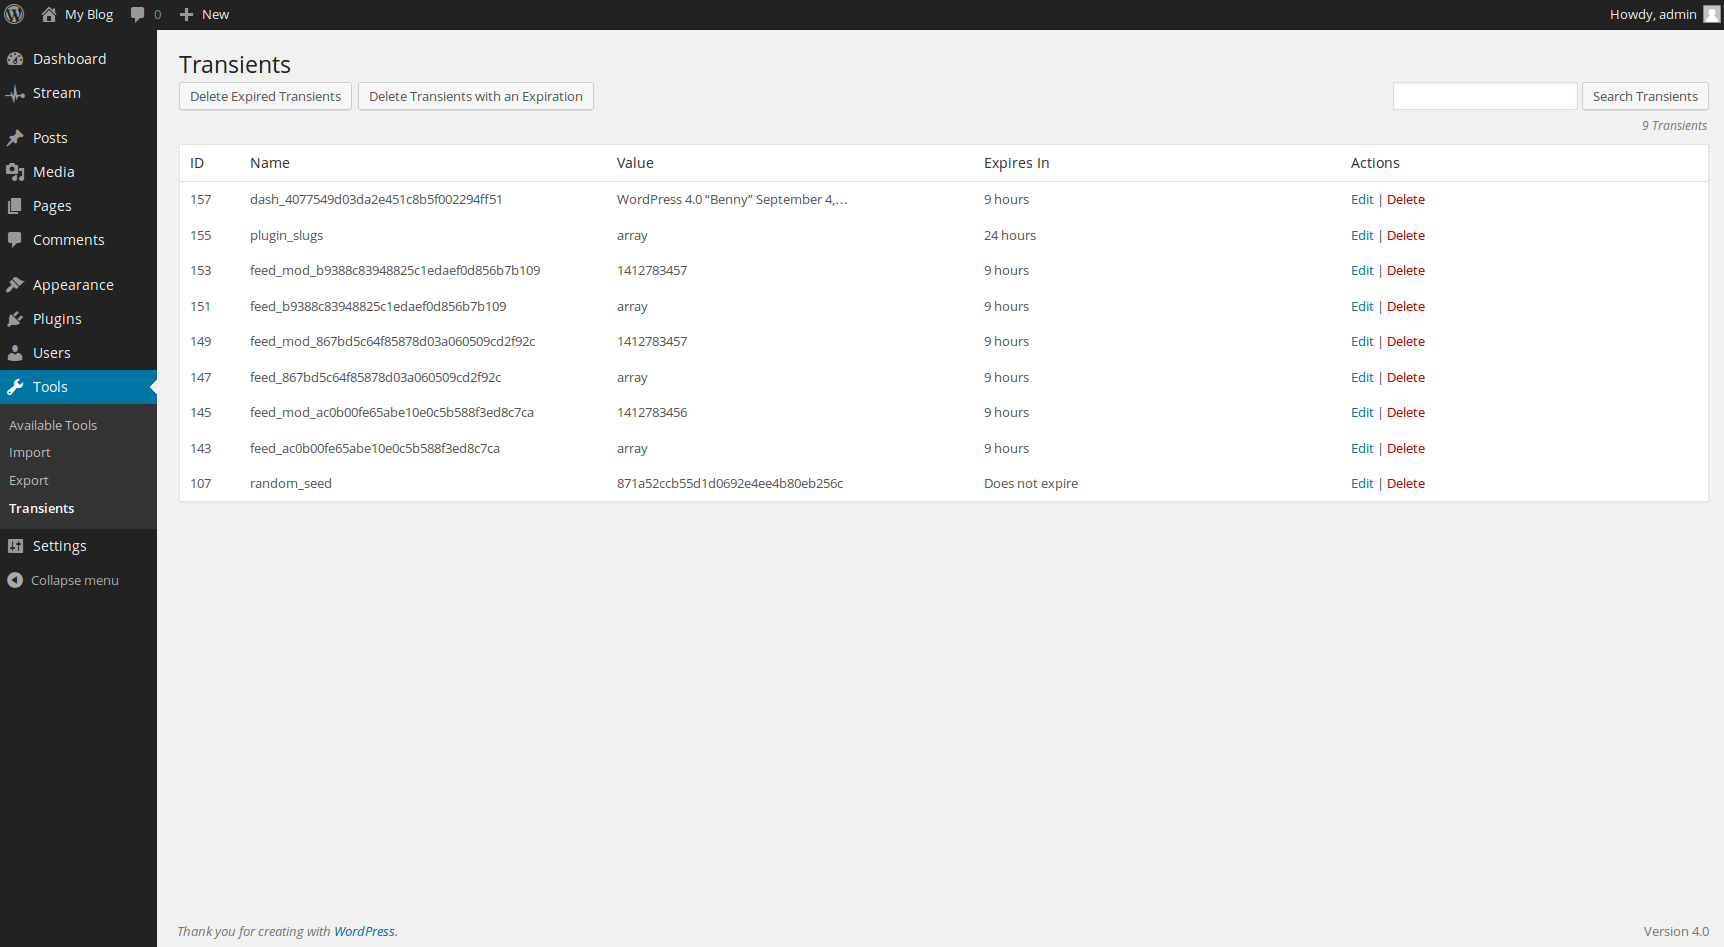 My Blog 0 New Howdy, admin
Dashboard
Stream
Posts
Media
Pages
Comments
Appearance
Plugins
Users
Tools
Available Tools
Import
Export
Transients
Settings
Collapse menu
Transients
Delete Expired Transients Delete Transients with an Expiration Search Transients
9 Transients
ID Name Value Expires In Actions
157 dash_4077549d03da2e451c8b5f002294ff51 WordPress 4.0 “Benny” September 4,… 9 hours Edit | Delete
155 plugin_slugs array 24 hours Edit | Delete
153 feed_mod_b9388c83948825c1edaef0d856b7b109 1412783457 9 hours Edit | Delete
151 feed_b9388c83948825c1edaef0d856b7b109 array 9 hours Edit | Delete
149 feed_mod_867bd5c64f85878d03a060509cd2f92c 1412783457 9 hours Edit | Delete
147 feed_867bd5c64f85878d03a060509cd2f92c array 9 hours Edit | Delete
145 feed_mod_ac0b00fe65abe10e0c5b588f3ed8c7ca 1412783456 9 hours Edit | Delete
143 feed_ac0b00fe65abe10e0c5b588f3ed8c7ca array 9 hours Edit | Delete
107 random_seed 871a52ccb55d1d0692e4ee4b80eb256c Does not expire Edit | Delete
Thank you for creating with WordPress. Version 4.0